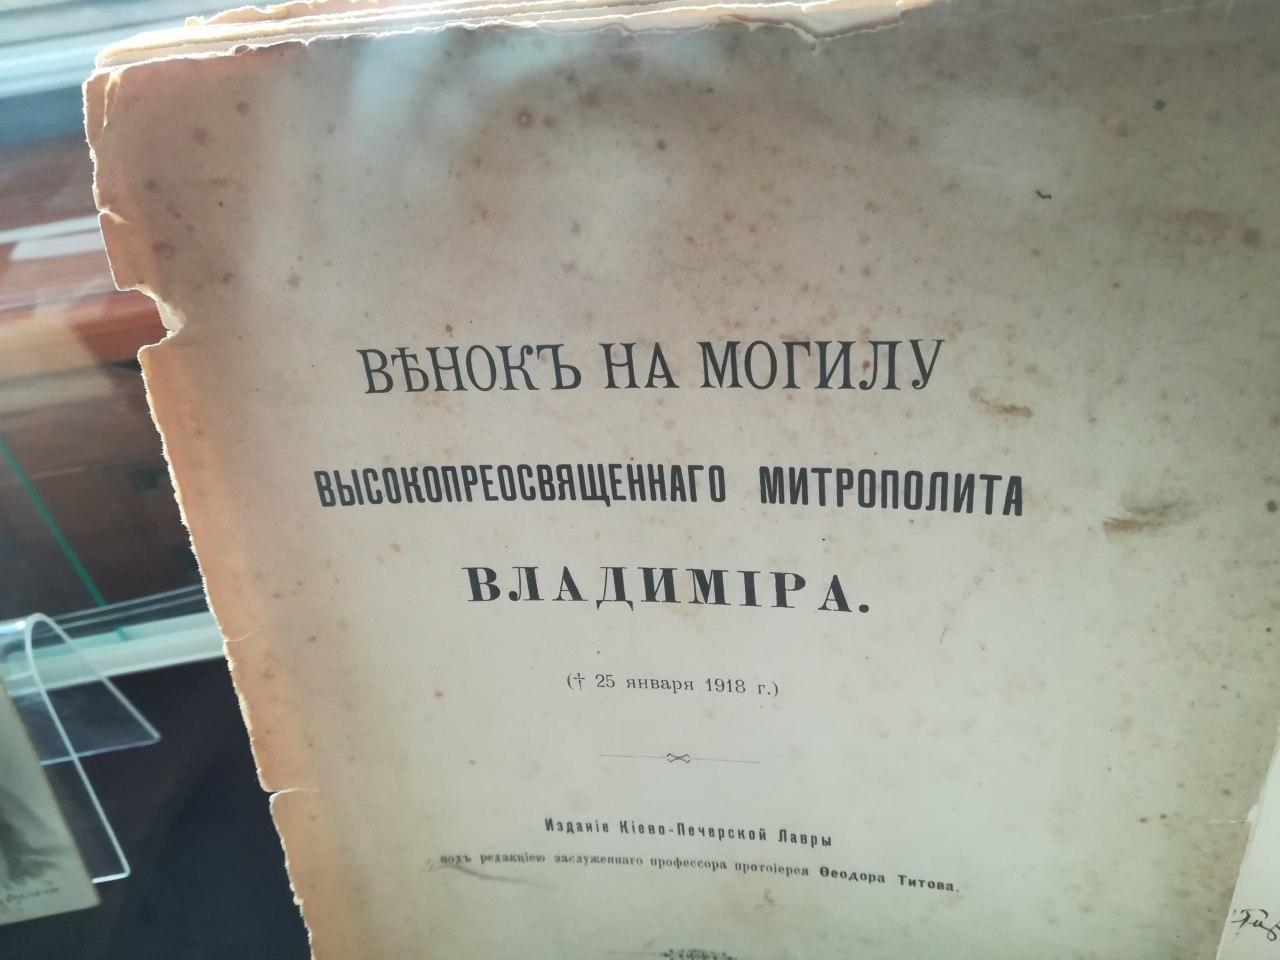 ВѢНОКЪ НА МОГИЛУ
ВЫСОКОПРЕОСВЯЩЕННАГО МИТРОПОЛИТА
ВЛАДИМІРА.
(† 25 января 1918 г.)
Изданіе Кіево-Печерской Лавры
подъ редакціею заслуженнаго профессора протоіерея Ѳеодора Титова.